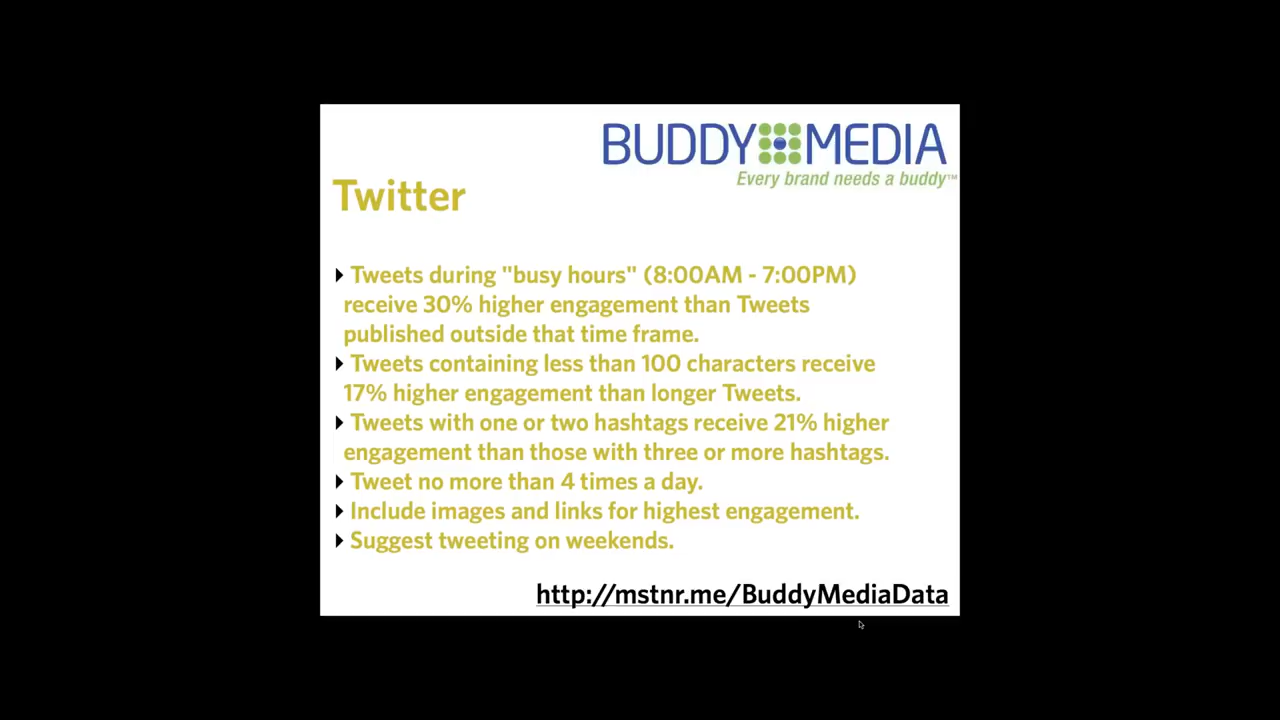 BUDDY MEDIA
Every brand needs a buddy™
Twitter
Tweets during "busy hours" (8:00AM - 7:00PM)
receive 30% higher engagement than Tweets
published outside that time frame.
Tweets containing less than 100 characters receive
17% higher engagement than longer Tweets.
Tweets with one or two hashtags receive 21% higher
engagement than those with three or more hashtags.
Tweet no more than 4 times a day.
Include images and links for highest engagement.
Suggest tweeting on weekends.
http://mstnr.me/BuddyMediaData